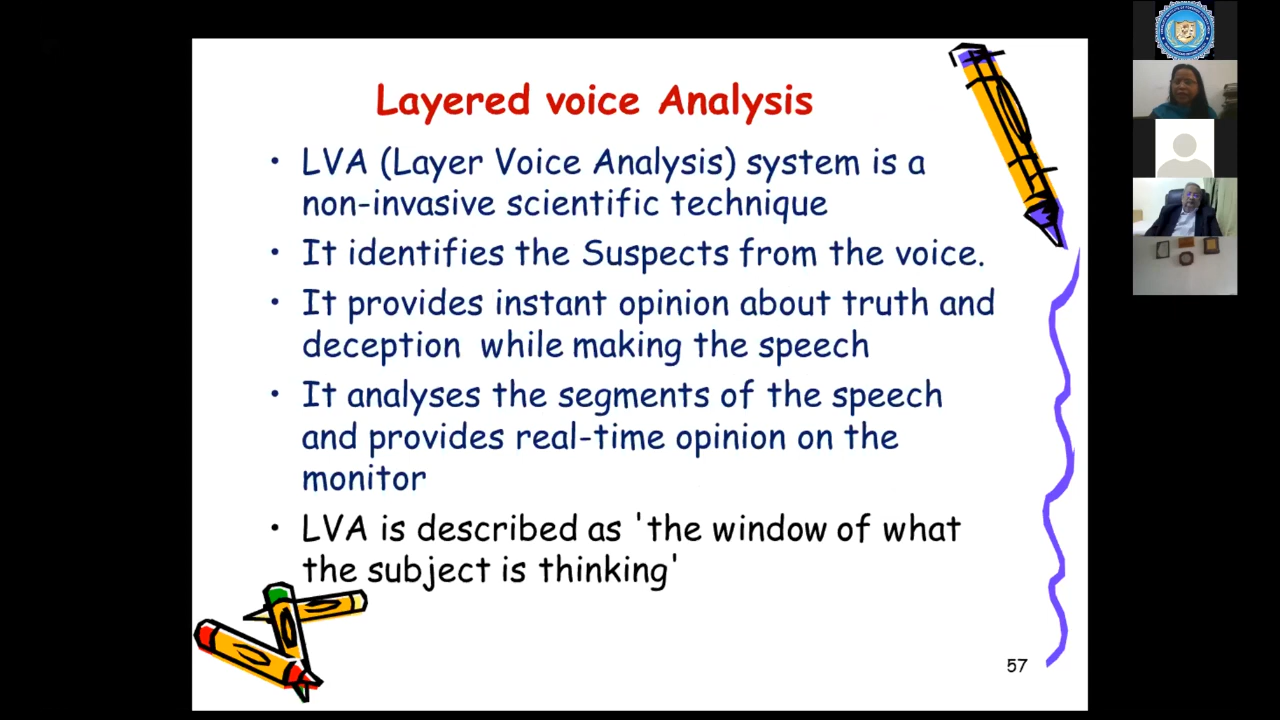 Layered voice Analysis
• LVA (Layer Voice Analysis) system is a
non-invasive scientific technique
• It identifies the Suspects from the voice.
• It provides instant opinion about truth and
deception while making the speech
• It analyses the segments of the speech
and provides real-time opinion on the
monitor
• LVA is described as 'the window of what
the subject is thinking'
57